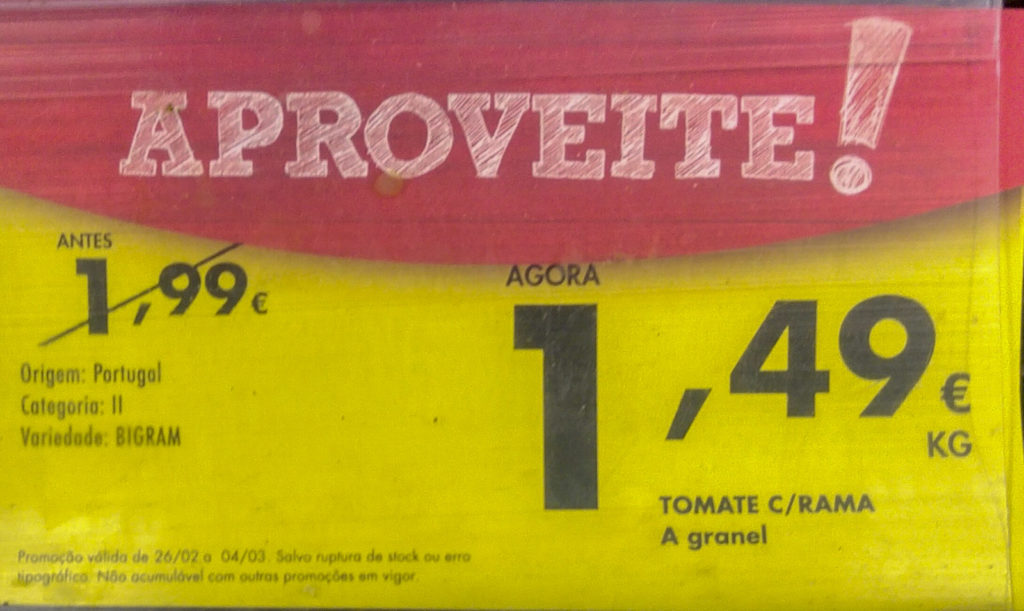 APROVEITE!
ANTES
1,99€
AGORA
1,49€
KG
Origem: Portugal
Categoria: II
Variedade: BIGRAM
TOMATE C/RAMA
A granel
Promoção válida de 26/02 a 04/03. Salvo ruptura de stock ou erro
tipográfico. Não acumulável com outras promoções em vigor.